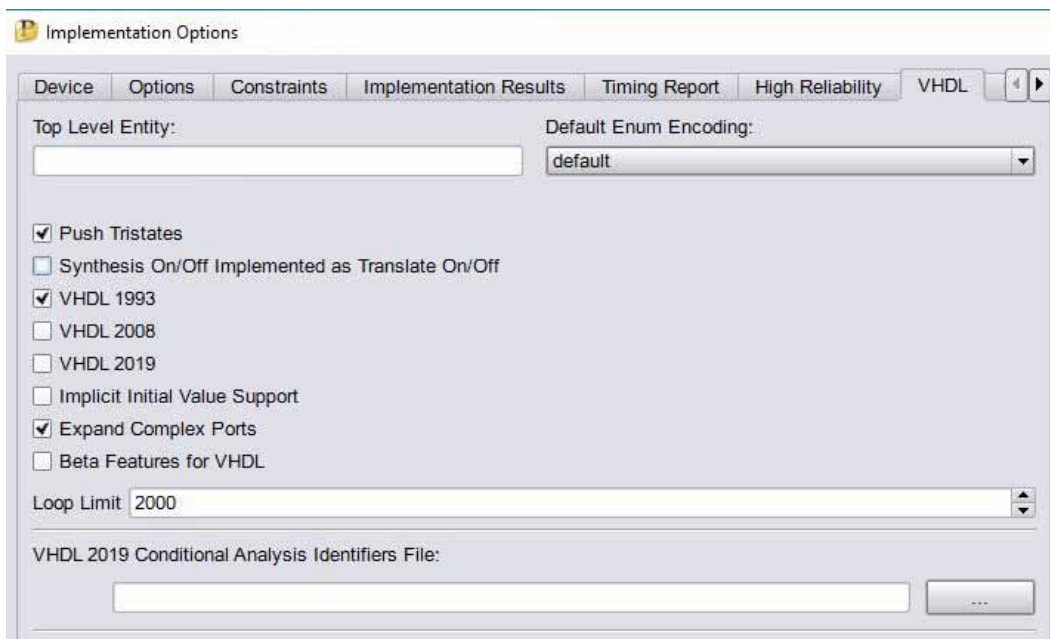 Implementation Options
Device Options Constraints Implementation Results Timing Report High Reliability VHDL
Top Level Entity: Default Enum Encoding:
default
Push Tristates
Synthesis On/Off Implemented as Translate On/Off
VHDL 1993
VHDL 2008
VHDL 2019
Implicit Initial Value Support
Expand Complex Ports
Beta Features for VHDL
Loop Limit 2000
VHDL 2019 Conditional Analysis Identifiers File:
...